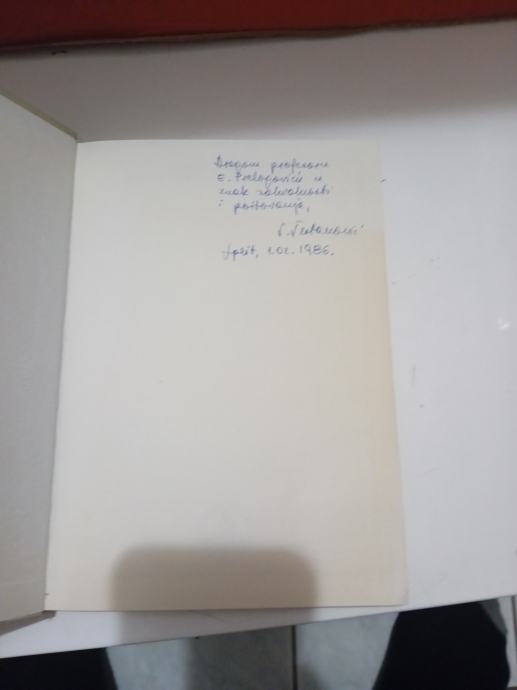 Dragom profesoru
E. Prelogoviću u
znak zahvalnosti
i poštovanja,
Split, 1986.